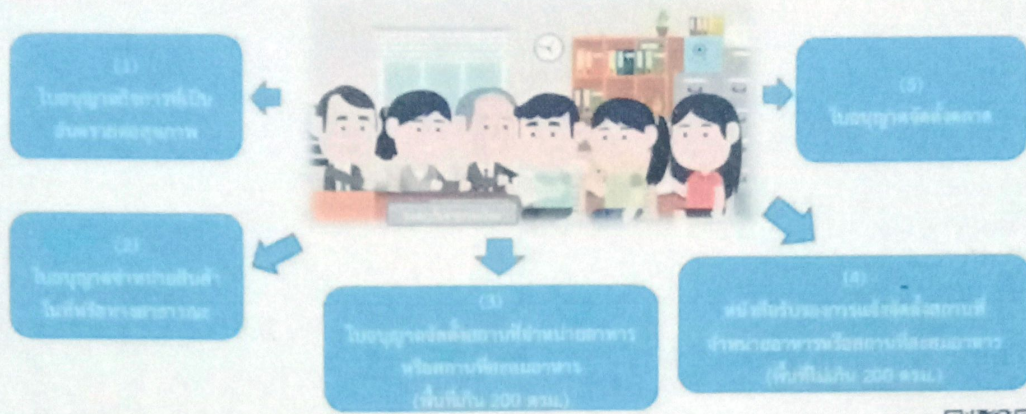 (1)
ใบอนุญาตกิจการที่เป็น
อันตรายต่อสุขภาพ
(2)
ใบอนุญาตจำหน่ายสินค้า
ในที่หรือทางสาธารณะ
(3)
ใบอนุญาตจัดตั้งสถานที่จำหน่ายอาหาร
หรือสถานที่สะสมอาหาร
(พื้นที่เกิน 200 ตรม.)
(4)
หนังสือรับรองการแจ้งจัดตั้งสถานที่
จำหน่ายอาหารหรือสถานที่สะสมอาหาร
(พื้นที่ไม่เกิน 200 ตรม.)
(5)
ใบอนุญาตจัดตั้งตลาด